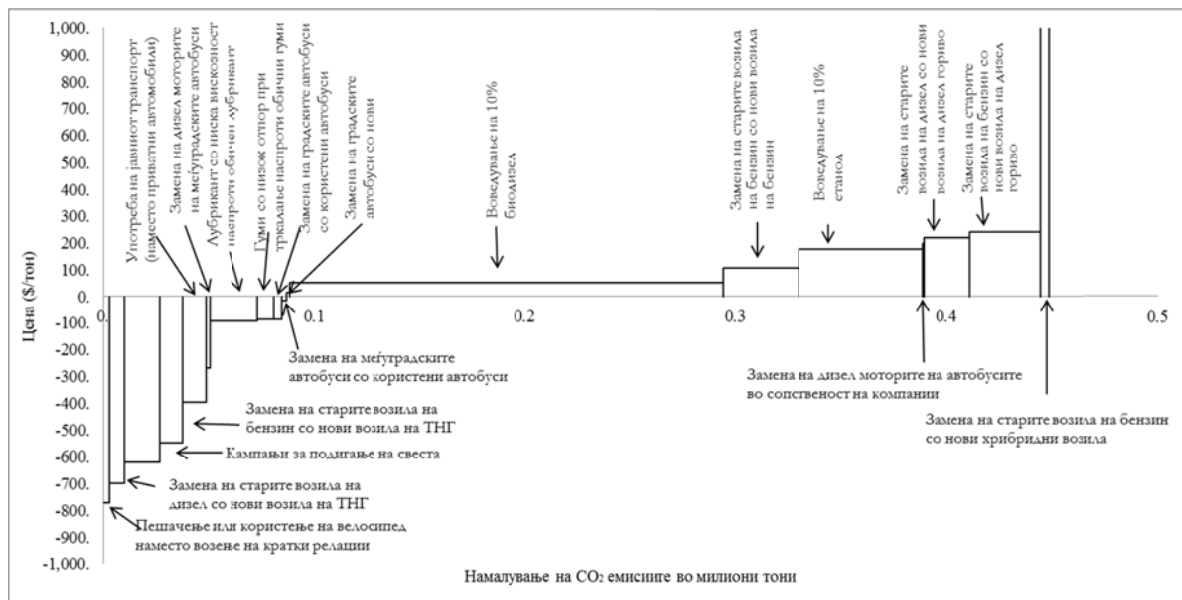 1,000.
900.
800.
700.
600.
500.
400.
300.
200.
100.
0.
-100.
-200.
-300.
-400.
-500.
-600.
-700.
-800.
-900.
-1,000.
Цена ($/тон)
0.
0.1
0.2
0.3
0.4
0.5
Намалување на CO₂ емисииге во милиони тони
Употреба на јавниот транспорт
(наместо приватни автомобили)
Замена на дизел моторите
на меѓуградските автобуси
Лубрикант со ниска вискозност
наспроти обичен лубрикант
Гуми со низок отпор при
тркалање наспроти обични гуми
Замена на градските автобуси
со користени автобуси
Замена на градските
автобуси со нови
Воведување на 10%
биодизел
Замена на старите возила
на бензин со нови возила
на бензин
Воведување на 10%
етанол
Замена на старите
возила на дизел со нови
возила на дизел гориво
Замена на старите
возила на бензин со
нови возила на дизел
горизо
Замена на меѓуградските
автобуси со користени автобуси
Замена на старите возила на
бензин со нови возила на ТНГ
Кампањи за подигање на свеста
Замена на старите возила на
дизел со нови возила на ТНГ
Пешачење или користење на велосипед
наместо возење на кратки релации
Замена на дизел моторите на автобусите
во сопственост на компании
Замена на старите возила на бензин
со нови хрибридни возила